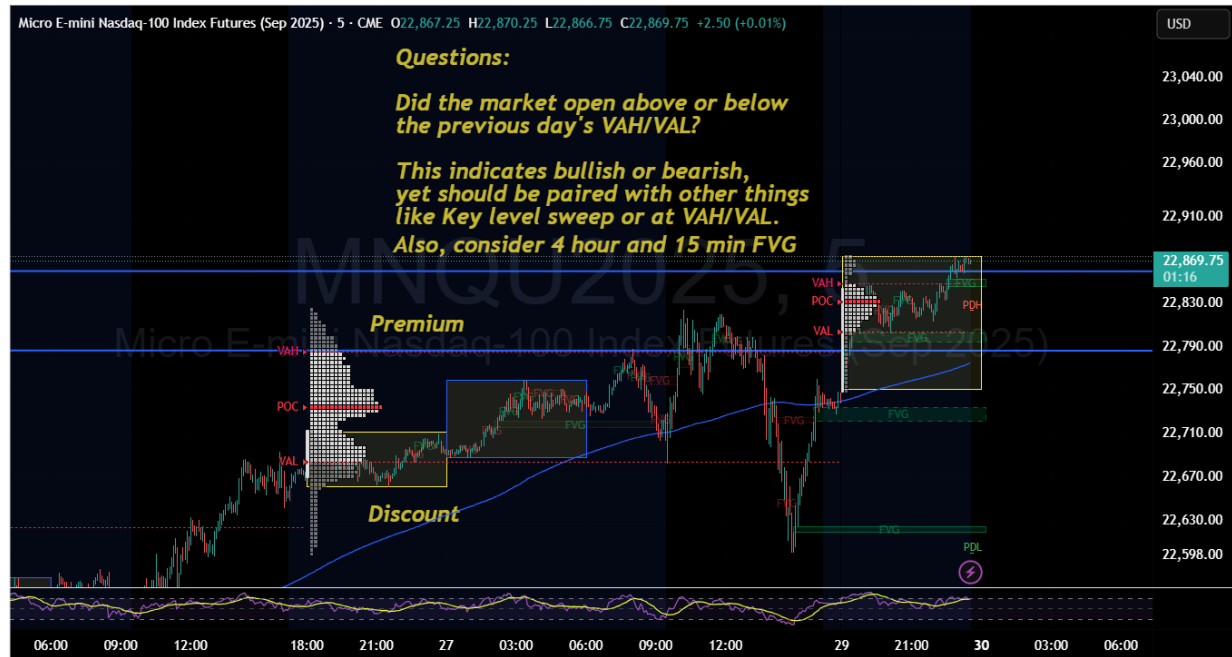 Micro E-mini Nasdaq-100 Index Futures (Sep 2025) · 5 · CME O22,867.25 H22,870.25 L22,866.75 C22,869.75 +2.50 (+0.01%)
USD
Questions:
Did the market open above or below
the previous day's VAH/VAL?
This indicates bullish or bearish,
yet should be paired with other things
like Key level sweep or at VAH/VAL.
Also, consider 4 hour and 15 min FVG
MNQU2025, 5
Micro E-mini Nasdaq-100 Index Futures (Sep 2025)
23,040.00
23,000.00
22,960.00
22,910.00
22,869.75
01:16
22,830.00
22,790.00
22,750.00
22,710.00
22,670.00
22,630.00
22,598.00
Premium
VAH
POC
VAL
Discount
FVG
FVG
FVG
FVG
FVG
FVG
FVG
VAH
POC
VAL
FVG
PDH
FVG
FVG
FVG
PDL
06:00 09:00 12:00 18:00 21:00 27 03:00 06:00 09:00 12:00 29 21:00 30 03:00 06:00